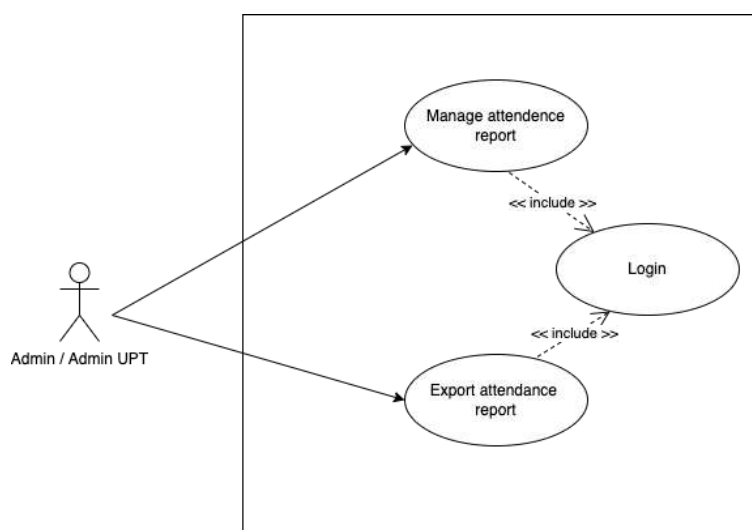 Manage attendence
report
<< include >>
Login
<< include >>
Admin / Admin UPT
Export attendance
report